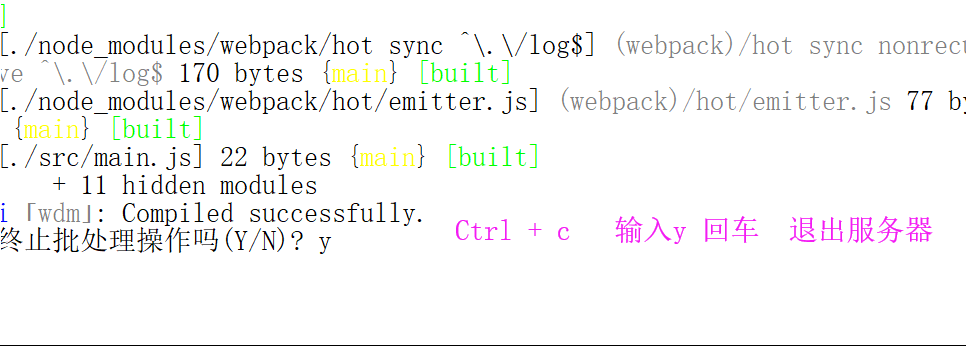 ]
[./node_modules/webpack/hot sync ^\.\/log$] (webpack)/hot sync nonrecu
ve ^\.\/log$ 170 bytes {main} [built]
[./node_modules/webpack/hot/emitter.js] (webpack)/hot/emitter.js 77 by
{main} [built]
[./src/main.js] 22 bytes {main} [built]
+ 11 hidden modules
i ｢wdm｣: Compiled successfully.
终止批处理操作吗(Y/N)? y
Ctrl + c 输入y 回车 退出服务器